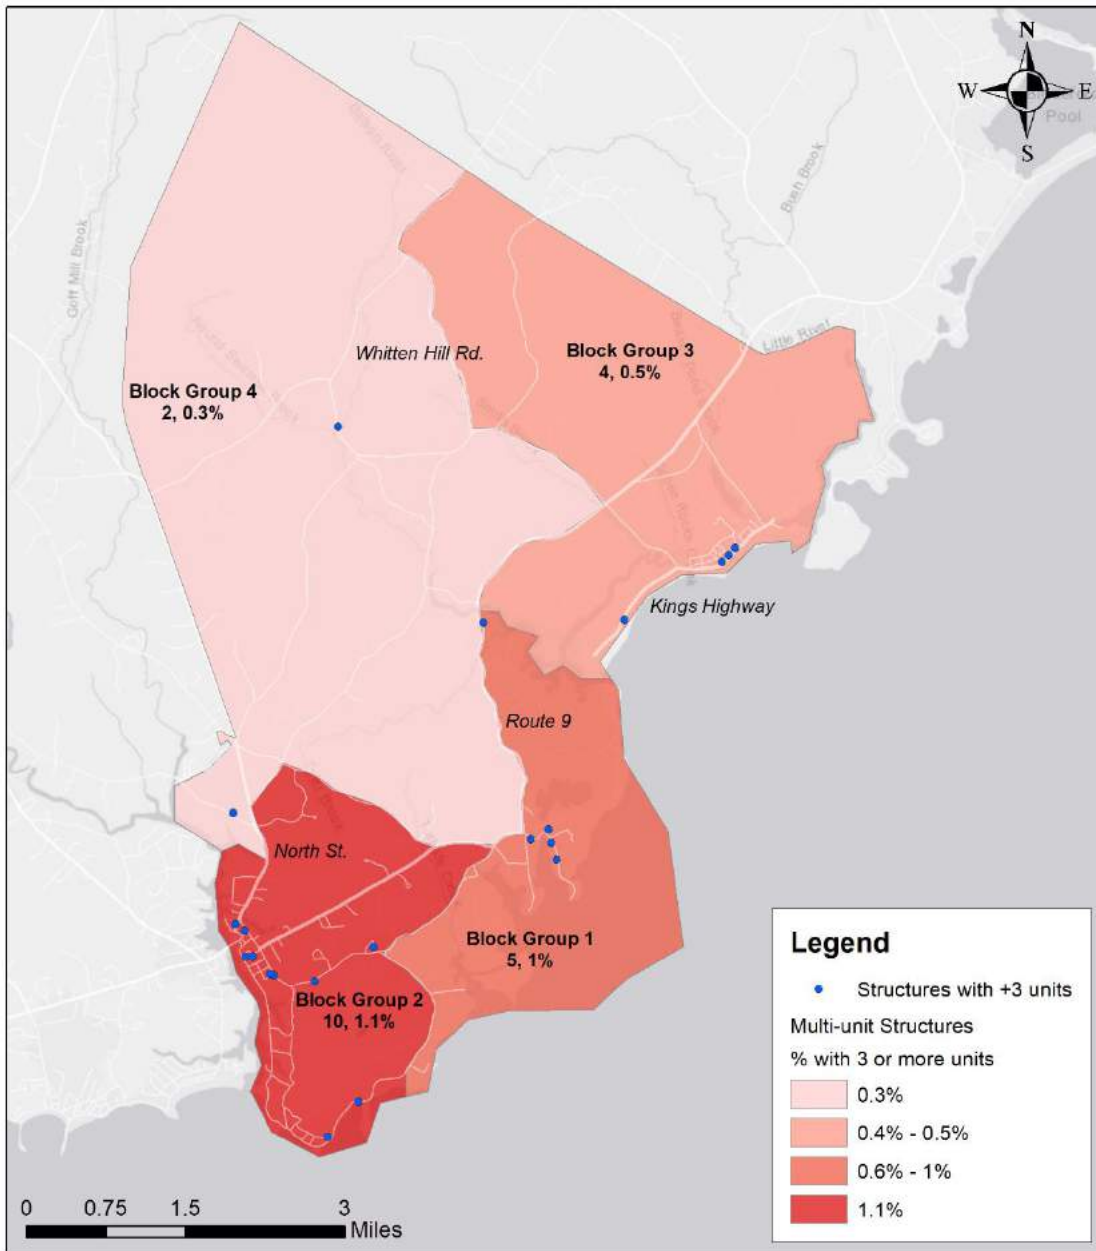 N
W E
S
Pool
Bush Brook
Goff Mill Brook
Little River
Whitten Hill Rd.
Block Group 3
4, 0.5%
Block Group 4
2, 0.3%
Kings Highway
Route 9
North St.
Block Group 1
5, 1%
Block Group 2
10, 1.1%
Legend
Structures with +3 units
Multi-unit Structures
% with 3 or more units
0.3%
0.4% - 0.5%
0.6% - 1%
1.1%
0 0.75 1.5 3
Miles